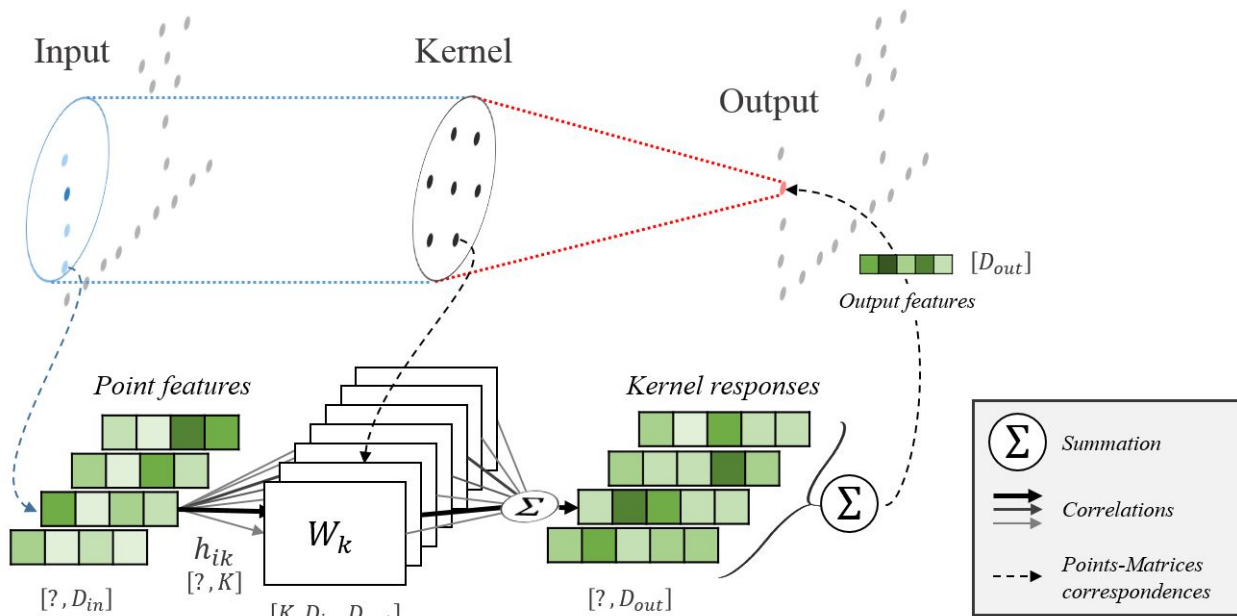 Input
Kernel
Output
[D_out]
Output features
Point features
Kernel responses
W_k
h_ik
[?, K]
[?, D_in]
[?, D_out]
Σ
Σ
Σ
Summation
Correlations
Points-Matrices
correspondences